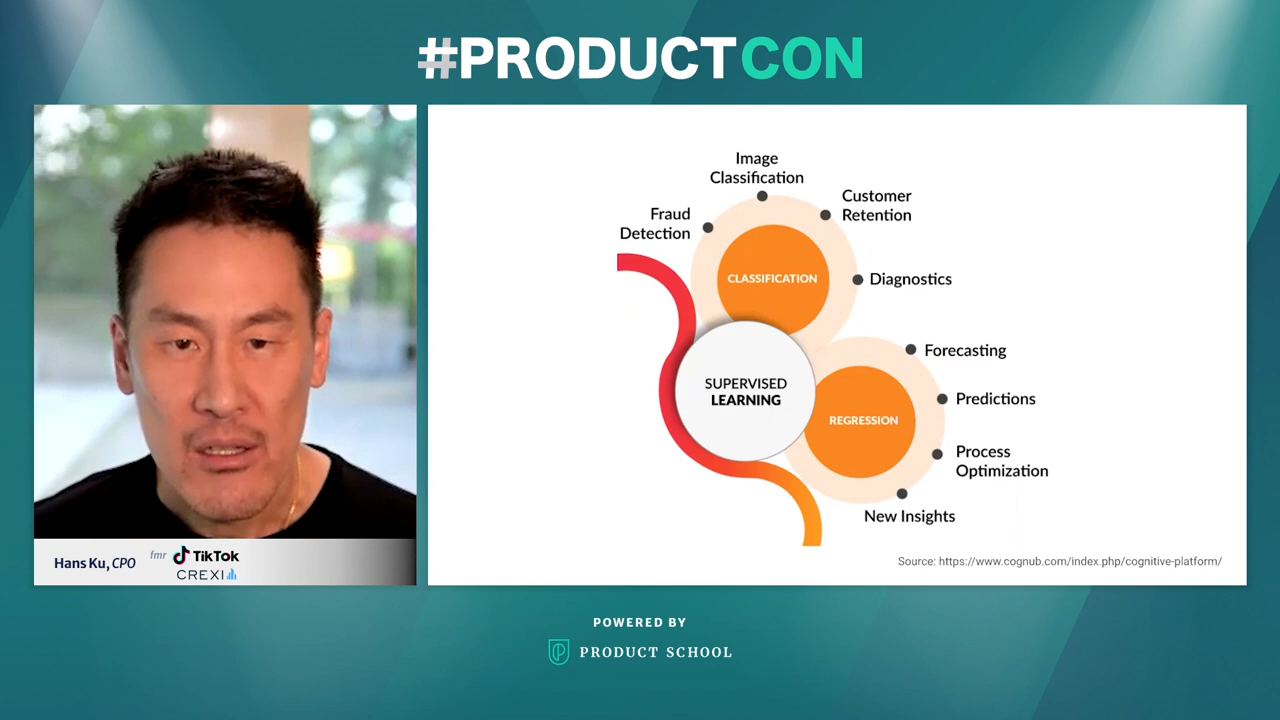 #PRODUCTCON
Hans Ku, CPO
fmr
TikTok
CREXI
Image
Classification
Customer
Retention
Fraud
Detection
CLASSIFICATION
Diagnostics
Forecasting
SUPERVISED
LEARNING
Predictions
REGRESSION
Process
Optimization
New Insights
Source: https://www.cognub.com/index.php/cognitive-platform/
POWERED BY
PRODUCT SCHOOL